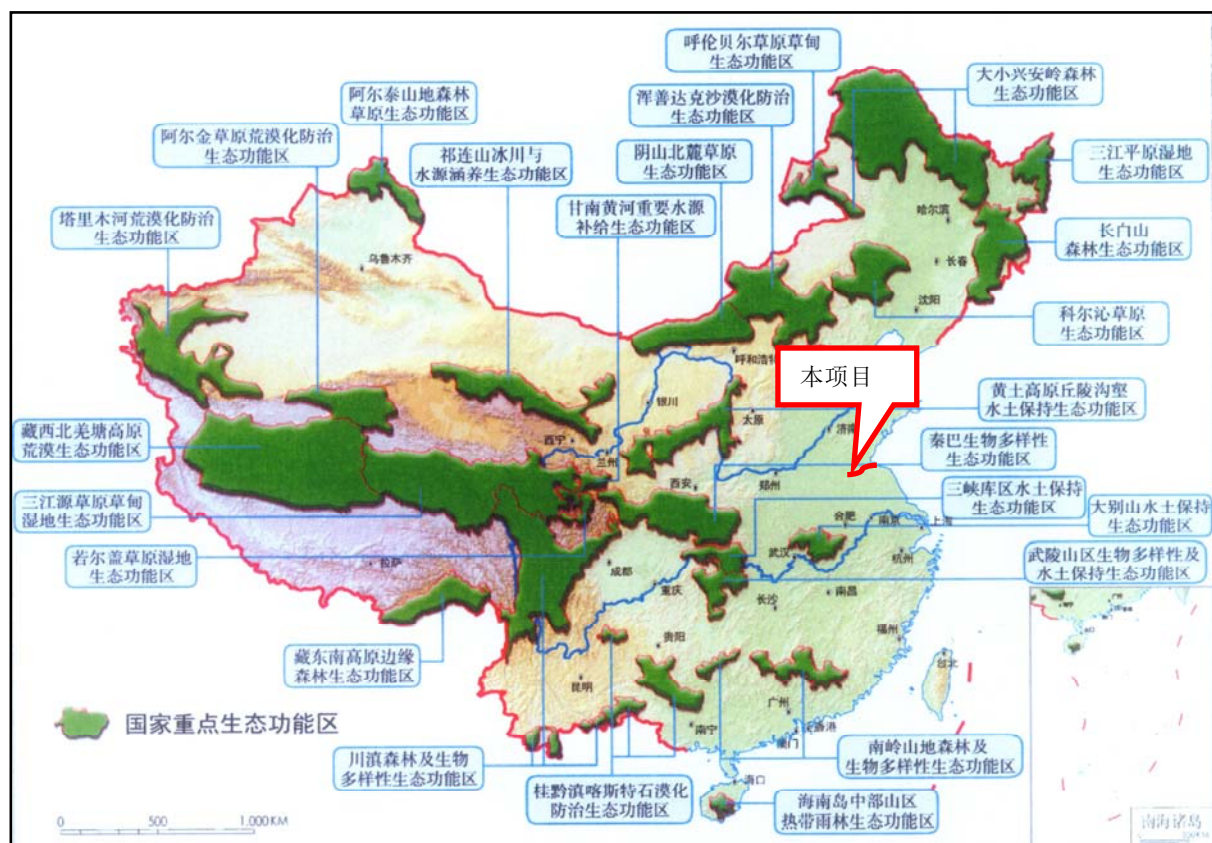 呼伦贝尔草原草甸
生态功能区
大小兴安岭森林
生态功能区
浑善达克沙漠化防治
生态功能区
阿尔泰山地森林
草原生态功能区
阿尔金草原荒漠化防治
生态功能区
祁连山冰川与
水源涵养生态功能区
阴山北麓草原
生态功能区
三江平原湿地
生态功能区
塔里木河荒漠化防治
生态功能区
甘南黄河重要水源
补给生态功能区
长白山
森林生态功能区
科尔沁草原
生态功能区
哈尔滨
长春
沈阳
乌鲁木齐
呼和浩特
本项目
黄土高原丘陵沟壑
水土保持生态功能区
银川
太原
济南
藏西北羌塘高原
荒漠生态功能区
西宁
兰州
秦巴生物多样性
生态功能区
西安
郑州
三峡库区水土保持
生态功能区
大别山水土保持
生态功能区
三江源草原草甸
湿地生态功能区
合肥
南京
上海
武汉
杭州
若尔盖草原湿地
生态功能区
武陵山区生物多样性及
水土保持生态功能区
拉萨
成都
重庆
长沙
南昌
贵阳
福州
藏东南高原边缘
森林生态功能区
台北
昆明
广州
南宁
香港
澳门
国家重点生态功能区
川滇森林及生物
多样性生态功能区
桂黔滇喀斯特石漠化
防治生态功能区
南岭山地森林及
生物多样性生态功能区
海口
海南岛中部山区
热带雨林生态功能区
0 500 1,000KM
南海诸岛